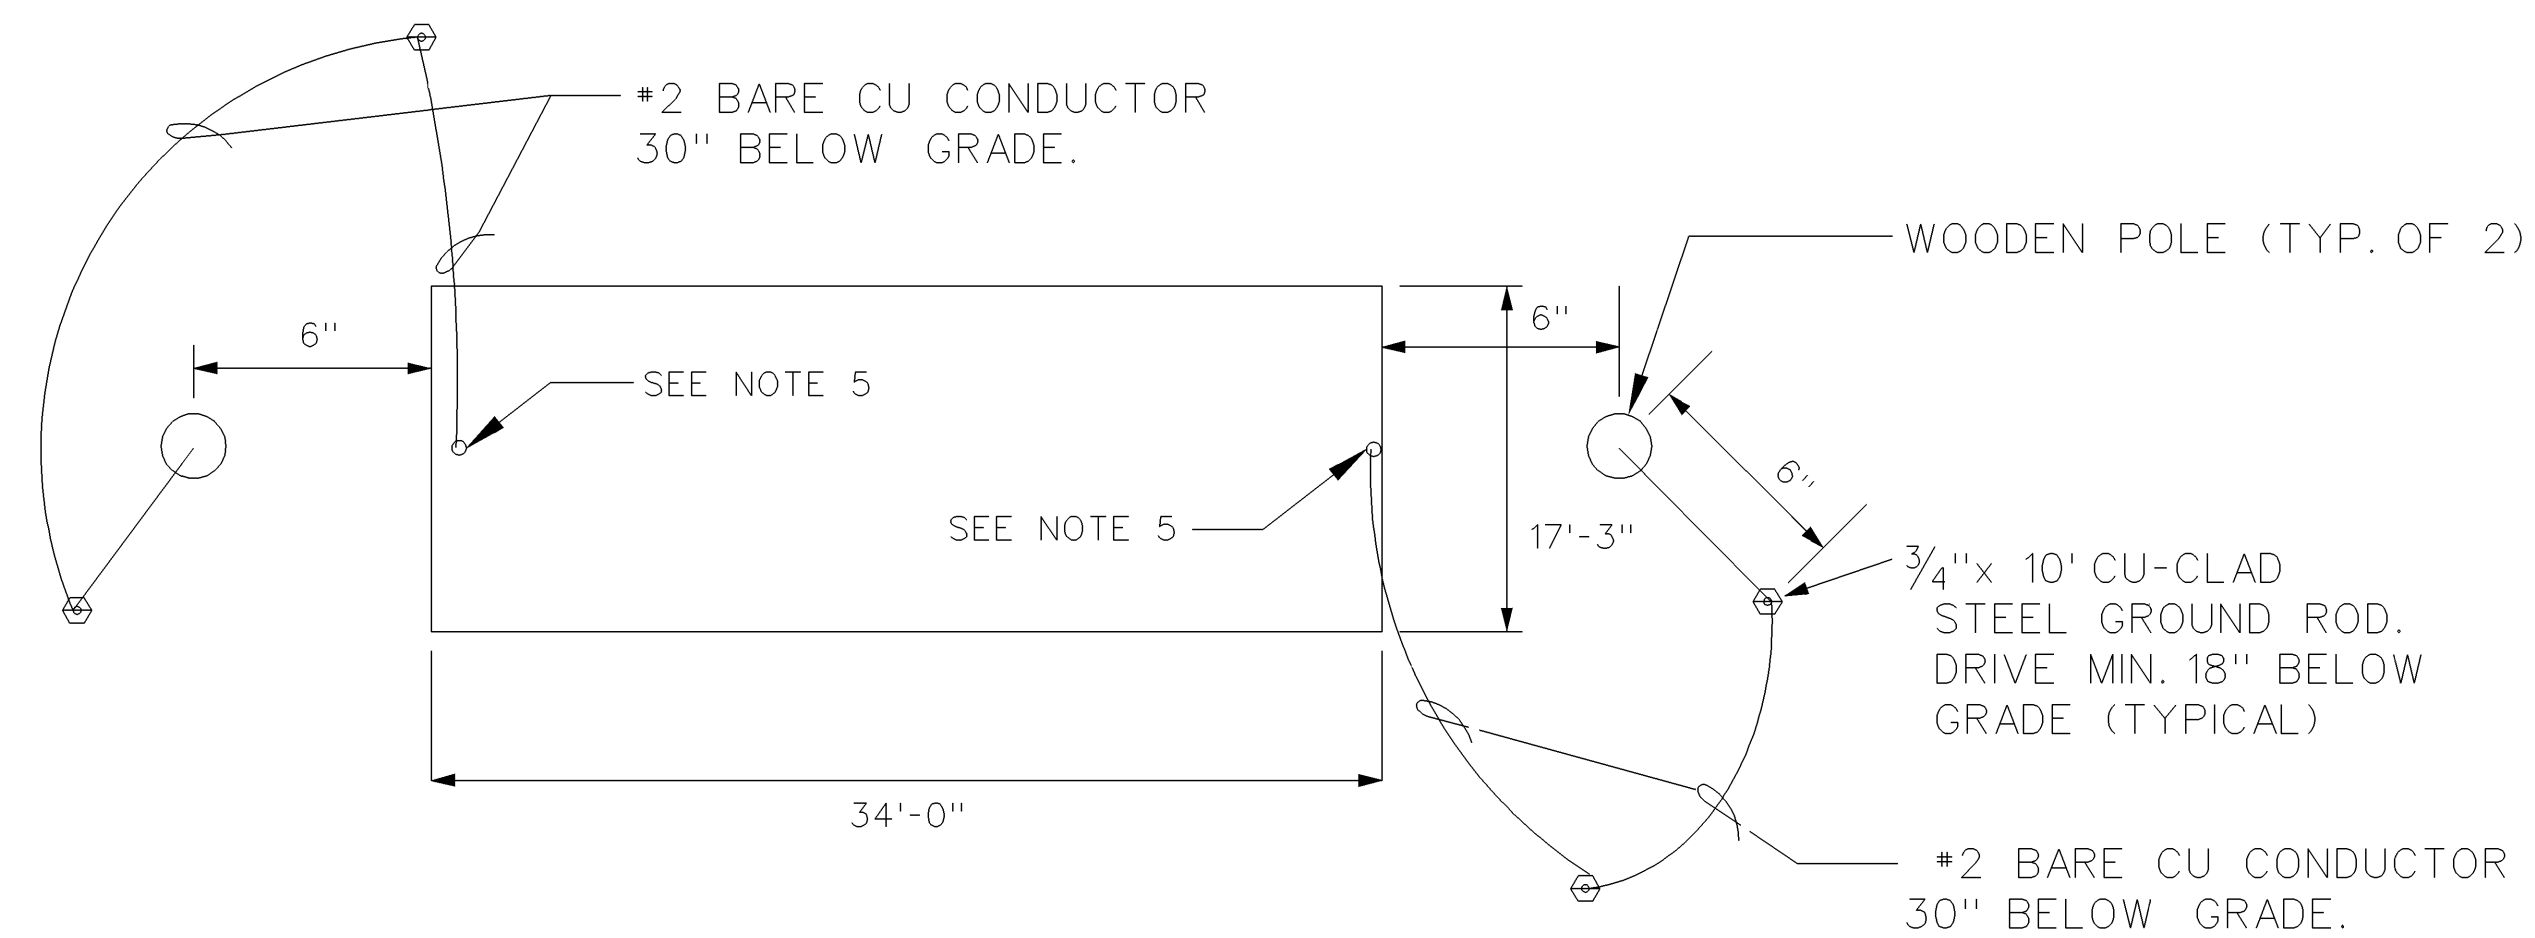 #2 BARE CU CONDUCTOR
30" BELOW GRADE.
WOODEN POLE (TYP. OF 2)
6"
6"
SEE NOTE 5
6"
SEE NOTE 5
17'-3"
3/4"x 10' CU-CLAD
STEEL GROUND ROD.
DRIVE MIN. 18" BELOW
GRADE (TYPICAL)
34'-0"
#2 BARE CU CONDUCTOR
30" BELOW GRADE.